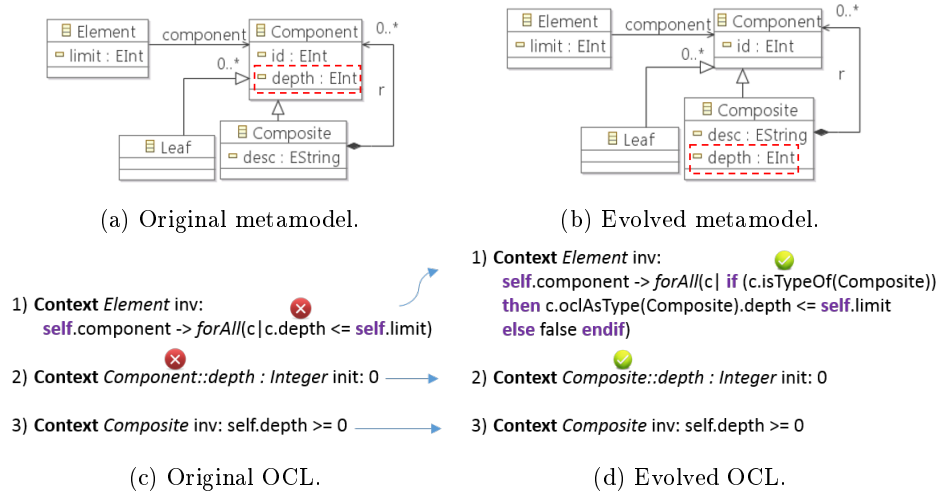 Element
limit : EInt
component
0..*
Component
id : EInt
depth : EInt
0..*
r
Leaf
Composite
desc : EString
(a) Original metamodel.
Element
limit : EInt
component
0..*
Component
id : EInt
0..*
r
Leaf
Composite
desc : EString
depth : EInt
(b) Evolved metamodel.
1) Context Element inv:
self.component -> forAll(c|c.depth <= self.limit)
2) Context Component::depth : Integer init: 0
3) Context Composite inv: self.depth >= 0
(c) Original OCL.
1) Context Element inv:
self.component -> forAll(c| if (c.isTypeOf(Composite))
then c.oclAsType(Composite).depth <= self.limit
else false endif)
2) Context Composite::depth : Integer init: 0
3) Context Composite inv: self.depth >= 0
(d) Evolved OCL.